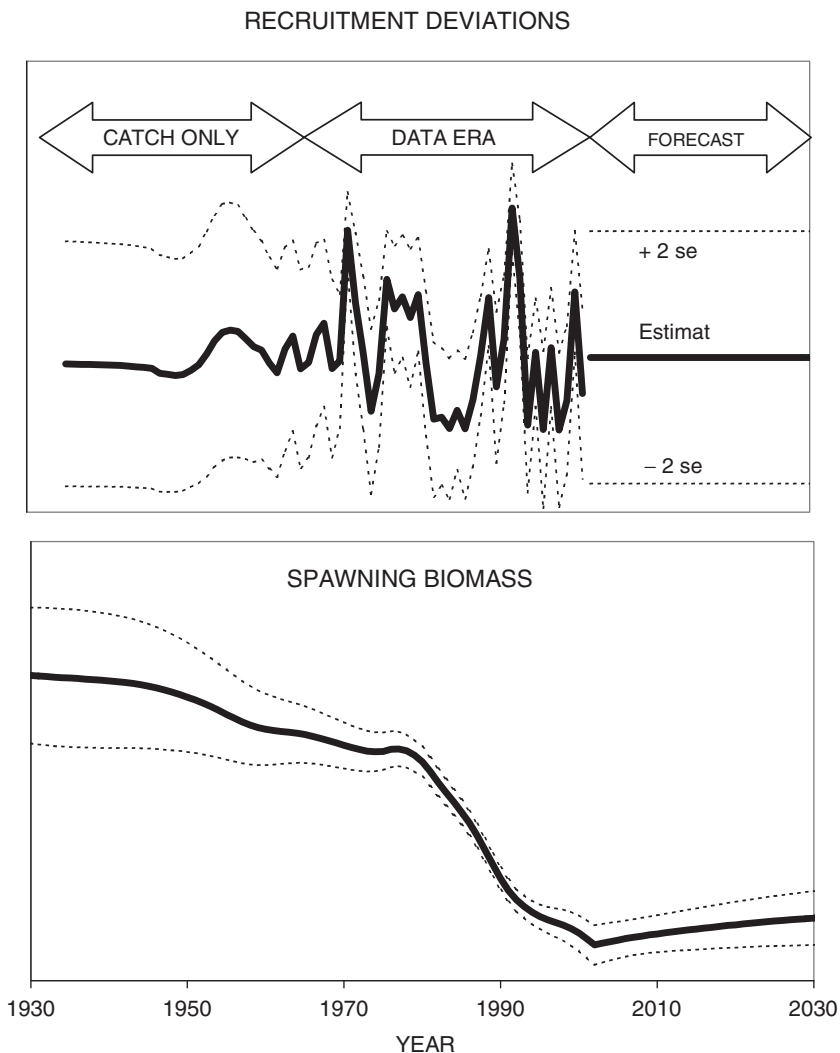 RECRUITMENT DEVIATIONS
CATCH ONLY
DATA ERA
FORECAST
+ 2 se
Estimat
– 2 se
SPAWNING BIOMASS
1930 1950 1970 1990 2010 2030
YEAR